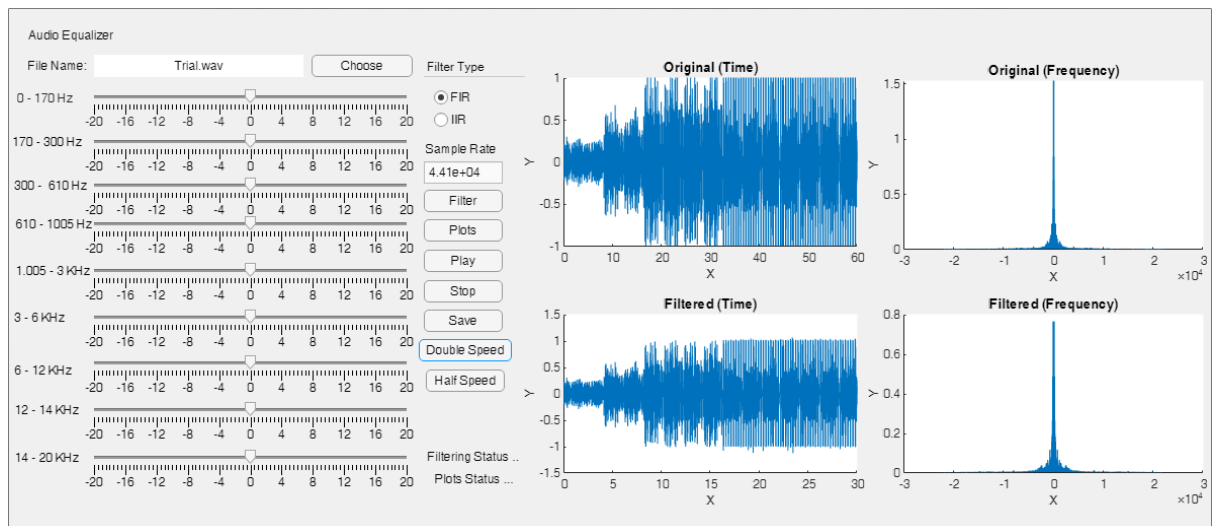 Audio Equalizer
File Name: Trial.wav Choose
0 - 170 Hz
-20 -16 -12 -8 -4 0 4 8 12 16 20
170 - 300 Hz
-20 -16 -12 -8 -4 0 4 8 12 16 20
300 - 610 Hz
-20 -16 -12 -8 -4 0 4 8 12 16 20
610 - 1005 Hz
-20 -16 -12 -8 -4 0 4 8 12 16 20
1.005 - 3 KHz
-20 -16 -12 -8 -4 0 4 8 12 16 20
3 - 6 KHz
-20 -16 -12 -8 -4 0 4 8 12 16 20
6 - 12 KHz
-20 -16 -12 -8 -4 0 4 8 12 16 20
12 - 14 KHz
-20 -16 -12 -8 -4 0 4 8 12 16 20
14 - 20 KHz
-20 -16 -12 -8 -4 0 4 8 12 16 20
Filter Type
FIR
IIR
Sample Rate
4.41e+04
Filter
Plots
Play
Stop
Save
Double Speed
Half Speed
Filtering Status ..
Plots Status ...
Original (Time)
Y
1
0.5
0
-0.5
-1
0 10 20 30 40 50 60
X
Original (Frequency)
Y
1.5
1
0.5
0
-3 -2 -1 0 1 2 3
X
×10⁴
Filtered (Time)
Y
1.5
1
0.5
0
-0.5
-1
-1.5
0 5 10 15 20 25 30
X
Filtered (Frequency)
Y
0.8
0.6
0.4
0.2
0
-3 -2 -1 0 1 2 3
X
×10⁴